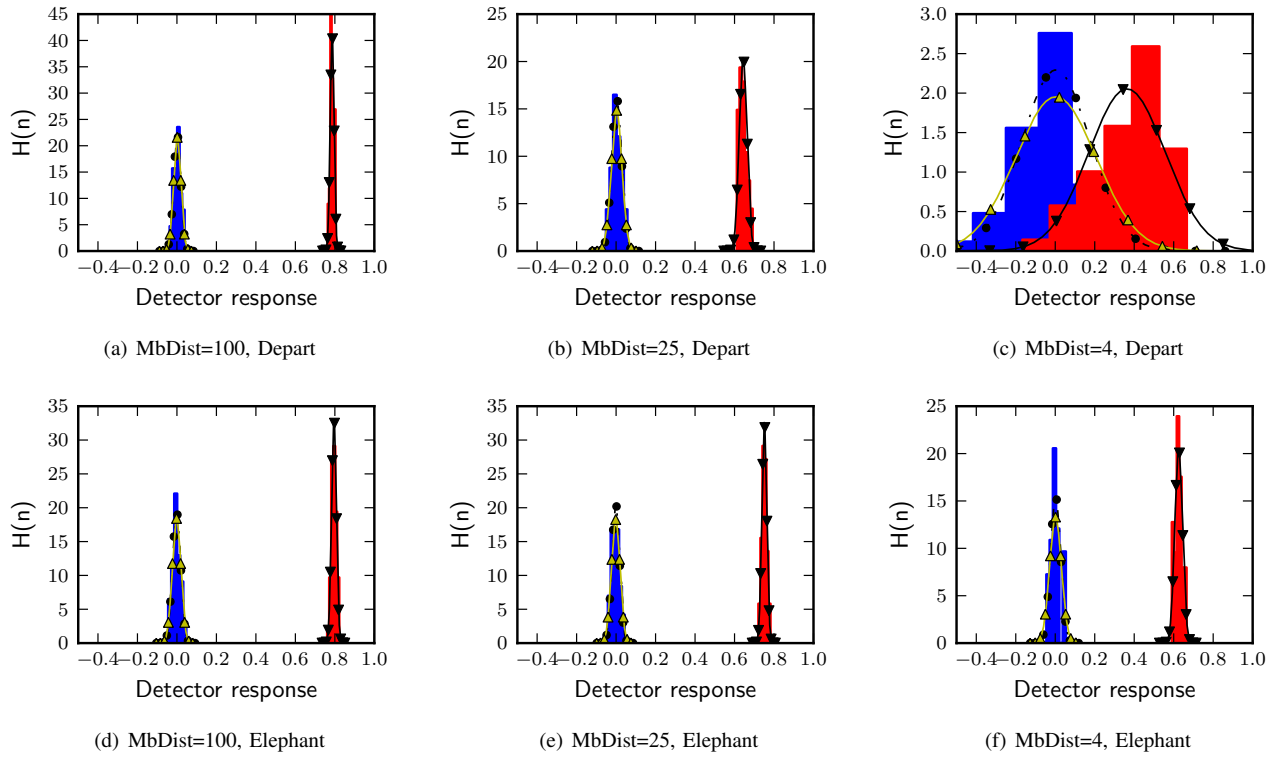 45
40
35
30
25
20
15
10
5
0
H(n)
−0.4−0.2 0.0 0.2 0.4 0.6 0.8 1.0
Detector response
(a) MbDist=100, Depart
25
20
15
10
5
0
H(n)
−0.4−0.2 0.0 0.2 0.4 0.6 0.8 1.0
Detector response
(b) MbDist=25, Depart
3.0
2.5
2.0
1.5
1.0
0.5
0.0
H(n)
−0.4−0.2 0.0 0.2 0.4 0.6 0.8 1.0
Detector response
(c) MbDist=4, Depart
35
30
25
20
15
10
5
0
H(n)
−0.4−0.2 0.0 0.2 0.4 0.6 0.8 1.0
Detector response
(d) MbDist=100, Elephant
35
30
25
20
15
10
5
0
H(n)
−0.4−0.2 0.0 0.2 0.4 0.6 0.8 1.0
Detector response
(e) MbDist=25, Elephant
25
20
15
10
5
0
H(n)
−0.4−0.2 0.0 0.2 0.4 0.6 0.8 1.0
Detector response
(f) MbDist=4, Elephant